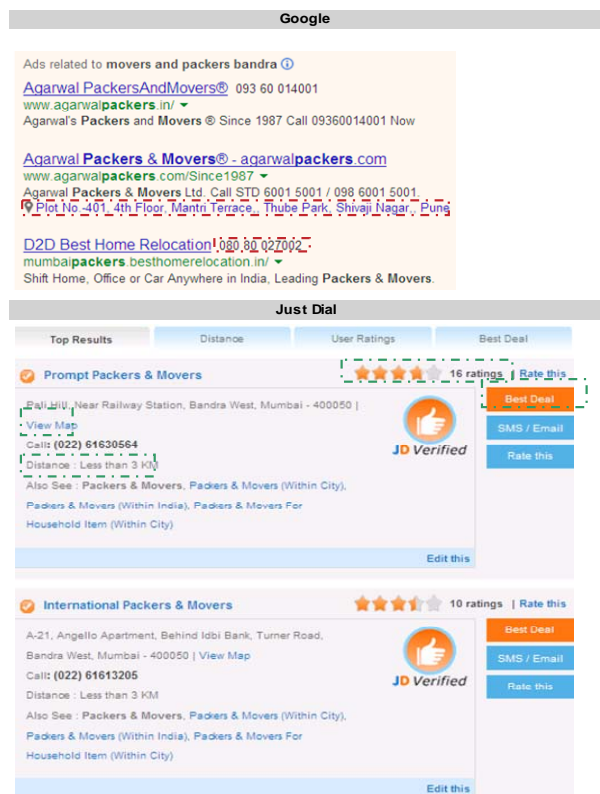 Google
Ads related to movers and packers bandra
Agarwal PackersAndMovers® 093 60 014001
www.agarwalpackers.in/
Agarwal's Packers and Movers ® Since 1987 Call 09360014001 Now
Agarwal Packers & Movers® - agarwalpackers.com
www.agarwalpackers.com/Since1987
Agarwal Packers & Movers Ltd. Call STD 6001 5001 / 098 6001 5001.
Plot No.-401, 4th Floor, Mantri Terrace,, Thube Park, Shivaji Nagar,, Pune
D2D Best Home Relocation 080 80 027002
mumbaipackers.besthomerelocation.in/
Shift Home, Office or Car Anywhere in India, Leading Packers & Movers.
Just Dial
Top Results Distance User Ratings Best Deal
Prompt Packers & Movers 16 ratings | Rate this
Pali Hill, Near Railway Station, Bandra West, Mumbai - 400050 |
View Map
Call: (022) 61630564
Distance : Less than 3 KM
Also See : Packers & Movers, Packers & Movers (Within City),
Packers & Movers (Within India), Packers & Movers For
Household Item (Within City)
JD Verified
Best Deal
SMS / Email
Rate this
Edit this
International Packers & Movers 10 ratings | Rate this
A-21, Angello Apartment, Behind Idbi Bank, Turner Road,
Bandra West, Mumbai - 400050 | View Map
Call: (022) 61613205
Distance : Less than 3 KM
Also See : Packers & Movers, Packers & Movers (Within City),
Packers & Movers (Within India), Packers & Movers For
Household Item (Within City)
JD Verified
Best Deal
SMS / Email
Rate this
Edit this